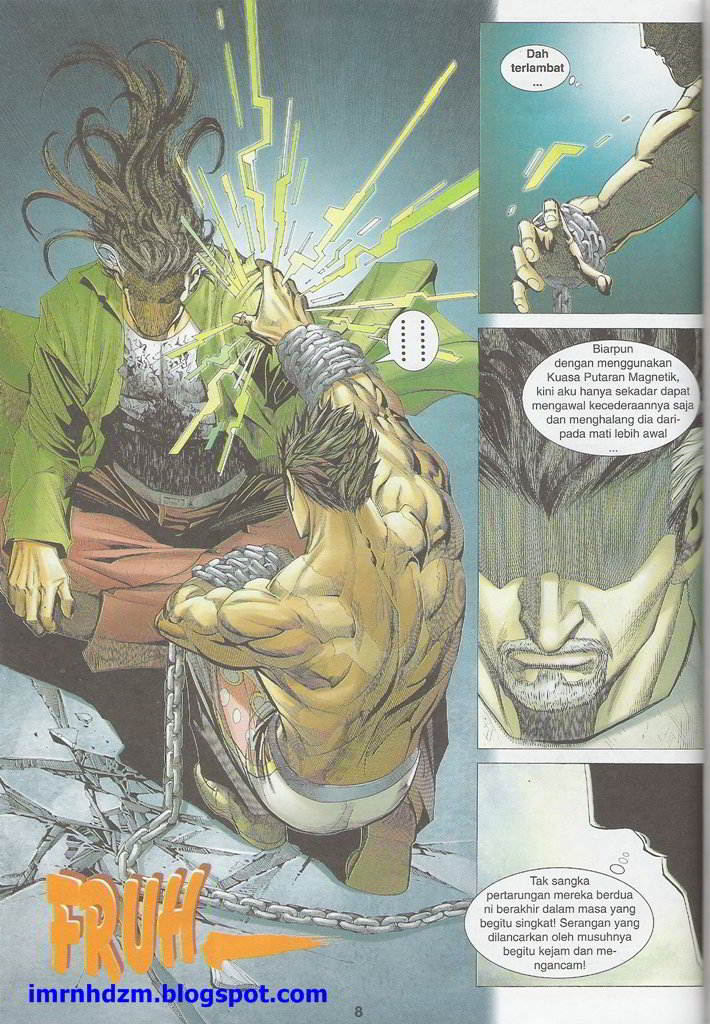 Dah
terlambat
...
Biarpun
dengan menggunakan
Kuasa Putaran Magnetik,
kini aku hanya sekadar dapat
mengawal kecederaannya saja
dan menghalang dia dari-
pada mati lebih awal
...
Tak sangka
pertarungan mereka berdua
ni berakhir dalam masa yang
begitu singkat! Serangan yang
dilancarkan oleh musuhnya
begitu kejam dan me-
ngancam!
FRUH
imrnhdzm.blogspot.com
8